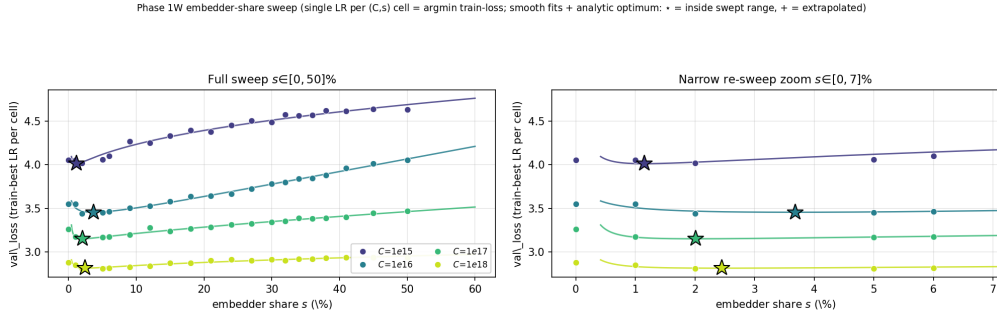 Phase 1W embedder-share sweep (single LR per (C,s) cell = argmin train-loss; smooth fits + analytic optimum: ⋆ = inside swept range, + = extrapolated)
Full sweep s∈[0, 50]%
val\_loss (train-best LR per cell)
4.5
4.0
3.5
3.0
0 10 20 30 40 50 60
embedder share s (\%)
C=1e15 C=1e17
C=1e16 C=1e18
Narrow re-sweep zoom s∈[0, 7]%
val\_loss (train-best LR per cell)
4.5
4.0
3.5
3.0
0 1 2 3 4 5 6 7
embedder share s (\%)